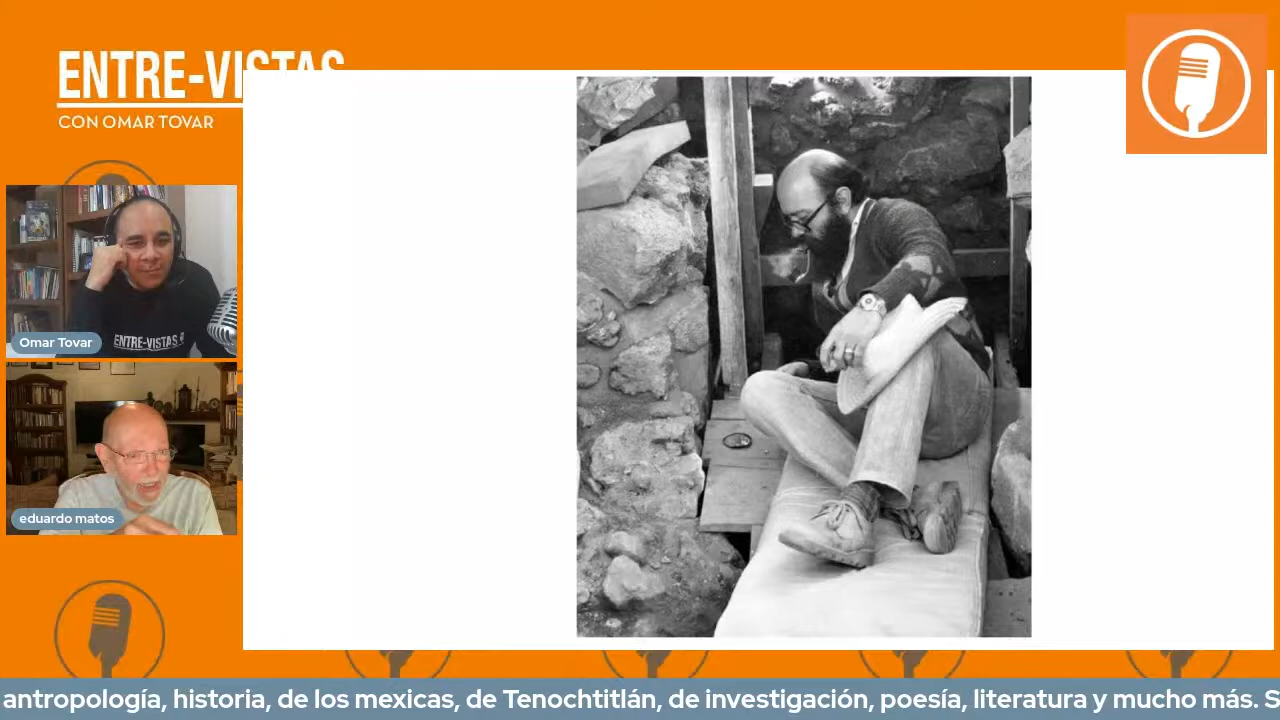 ENTRE-VISTAS
CON OMAR TOVAR
Omar Tovar
ENTRE-VISTAS
eduardo matos
antropología, historia, de los mexicas, de Tenochtitlán, de investigación, poesía, literatura y mucho más. S